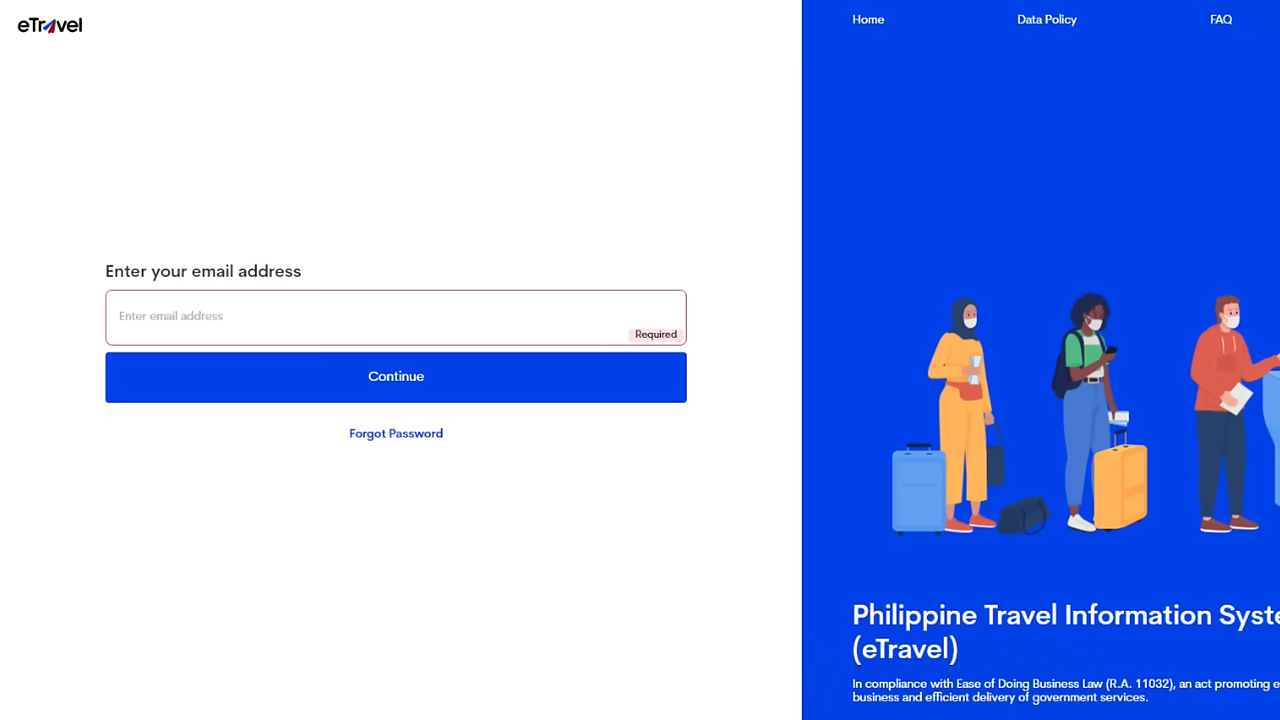 eTravel
Home
Data Policy
FAQ
Enter your email address
Enter email address
Required
Continue
Forgot Password
Philippine Travel Information Syste
(eTravel)
In compliance with Ease of Doing Business Law (R.A. 11032), an act promoting e
business and efficient delivery of government services.